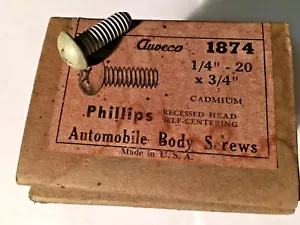 Auveco 1874
1/4" - 20
x 3/4"
CADMIUM
Phillips RECESSED HEAD
SELF-CENTERING
Automobile Body Screws
Made in U.S.A.